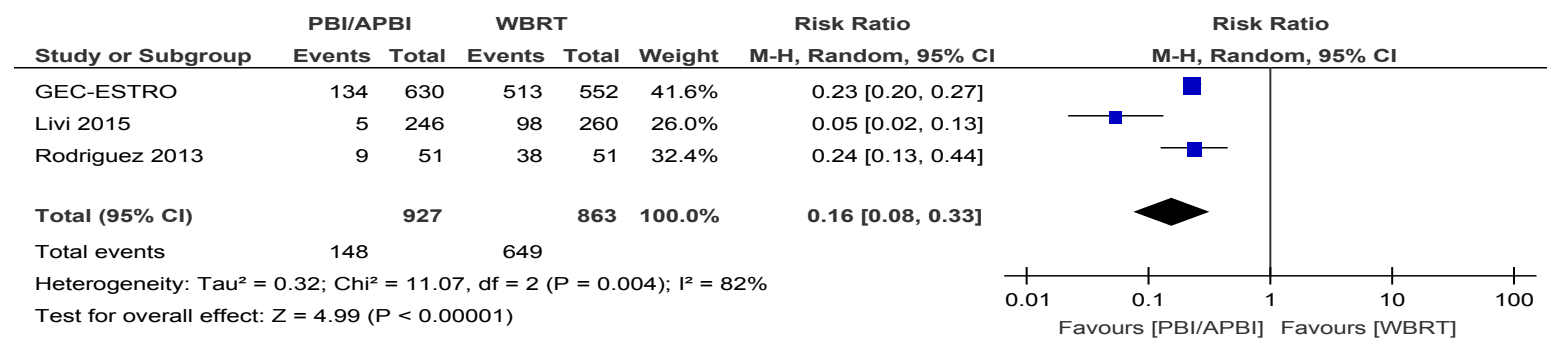 PBI/APBI WBRT Risk Ratio Risk Ratio
Study or Subgroup Events Total Events Total Weight M-H, Random, 95% CI M-H, Random, 95% CI
GEC-ESTRO 134 630 513 552 41.6% 0.23 [0.20, 0.27]
Livi 2015 5 246 98 260 26.0% 0.05 [0.02, 0.13]
Rodriguez 2013 9 51 38 51 32.4% 0.24 [0.13, 0.44]
Total (95% CI) 927 863 100.0% 0.16 [0.08, 0.33]
Total events 148 649
Heterogeneity: Tau² = 0.32; Chi² = 11.07, df = 2 (P = 0.004); I² = 82%
Test for overall effect: Z = 4.99 (P < 0.00001)
0.01 0.1 1 10 100
Favours [PBI/APBI] Favours [WBRT]